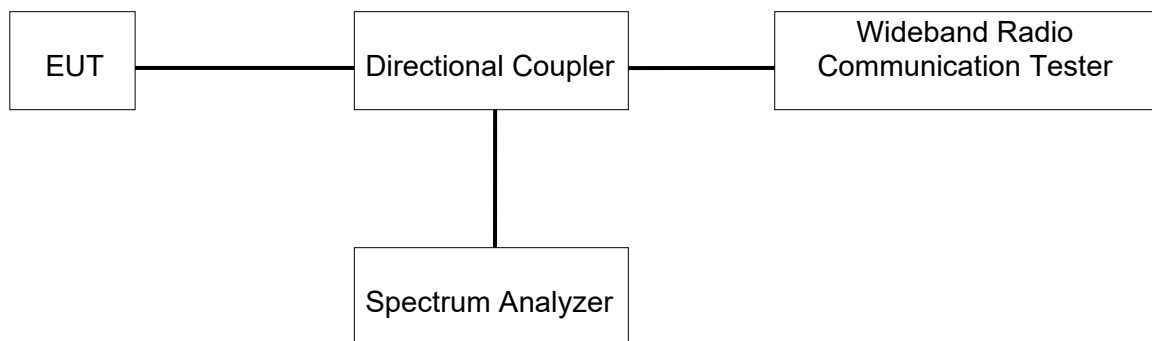 EUT
Directional Coupler
Wideband Radio
Communication Tester
Spectrum Analyzer